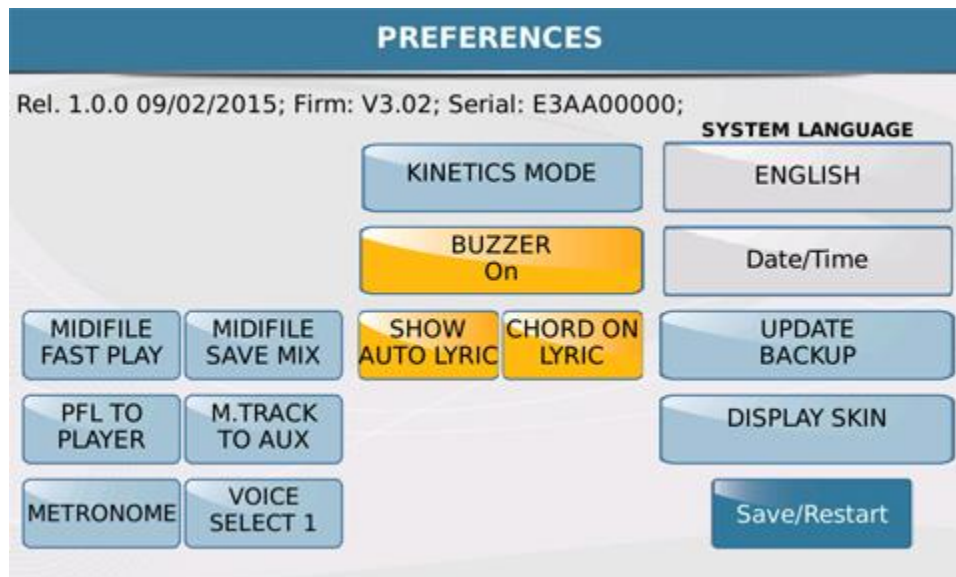 PREFERENCES
Rel. 1.0.0 09/02/2015; Firm: V3.02; Serial: E3AA00000;
SYSTEM LANGUAGE
KINETICS MODE
ENGLISH
BUZZER
On
Date/Time
MIDIFILE
FAST PLAY
MIDIFILE
SAVE MIX
SHOW
AUTO LYRIC
CHORD ON
LYRIC
UPDATE
BACKUP
PFL TO
PLAYER
M.TRACK
TO AUX
DISPLAY SKIN
METRONOME
VOICE
SELECT 1
Save/Restart